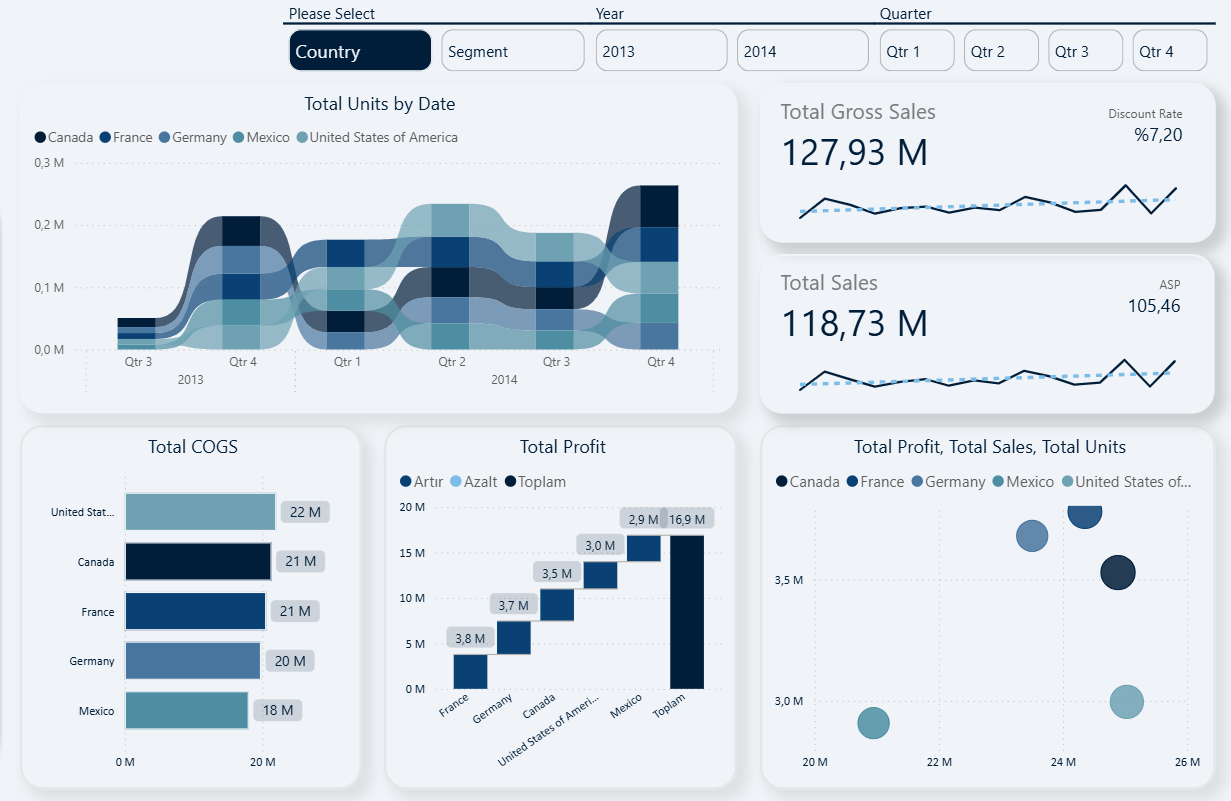 Please Select
Year
Quarter
Country
Segment
2013
2014
Qtr 1
Qtr 2
Qtr 3
Qtr 4
Total Units by Date
Canada France Germany Mexico United States of America
0,3 M
0,2 M
0,1 M
0,0 M
Qtr 3 Qtr 4 Qtr 1 Qtr 2 Qtr 3 Qtr 4
2013 2014
Total Gross Sales
Discount Rate
127,93 M
%7,20
Total Sales
ASP
118,73 M
105,46
Total COGS
United Stat... 22 M
Canada 21 M
France 21 M
Germany 20 M
Mexico 18 M
0 M 20 M
Total Profit
Artır Azalt Toplam
20 M
15 M
10 M
5 M
0 M
3,8 M
3,7 M
3,5 M
3,0 M
2,9 M
16,9 M
France
Germany
Canada
United States of Ameri...
Mexico
Toplam
Total Profit, Total Sales, Total Units
Canada France Germany Mexico United States of...
3,5 M
3,0 M
20 M 22 M 24 M 26 M